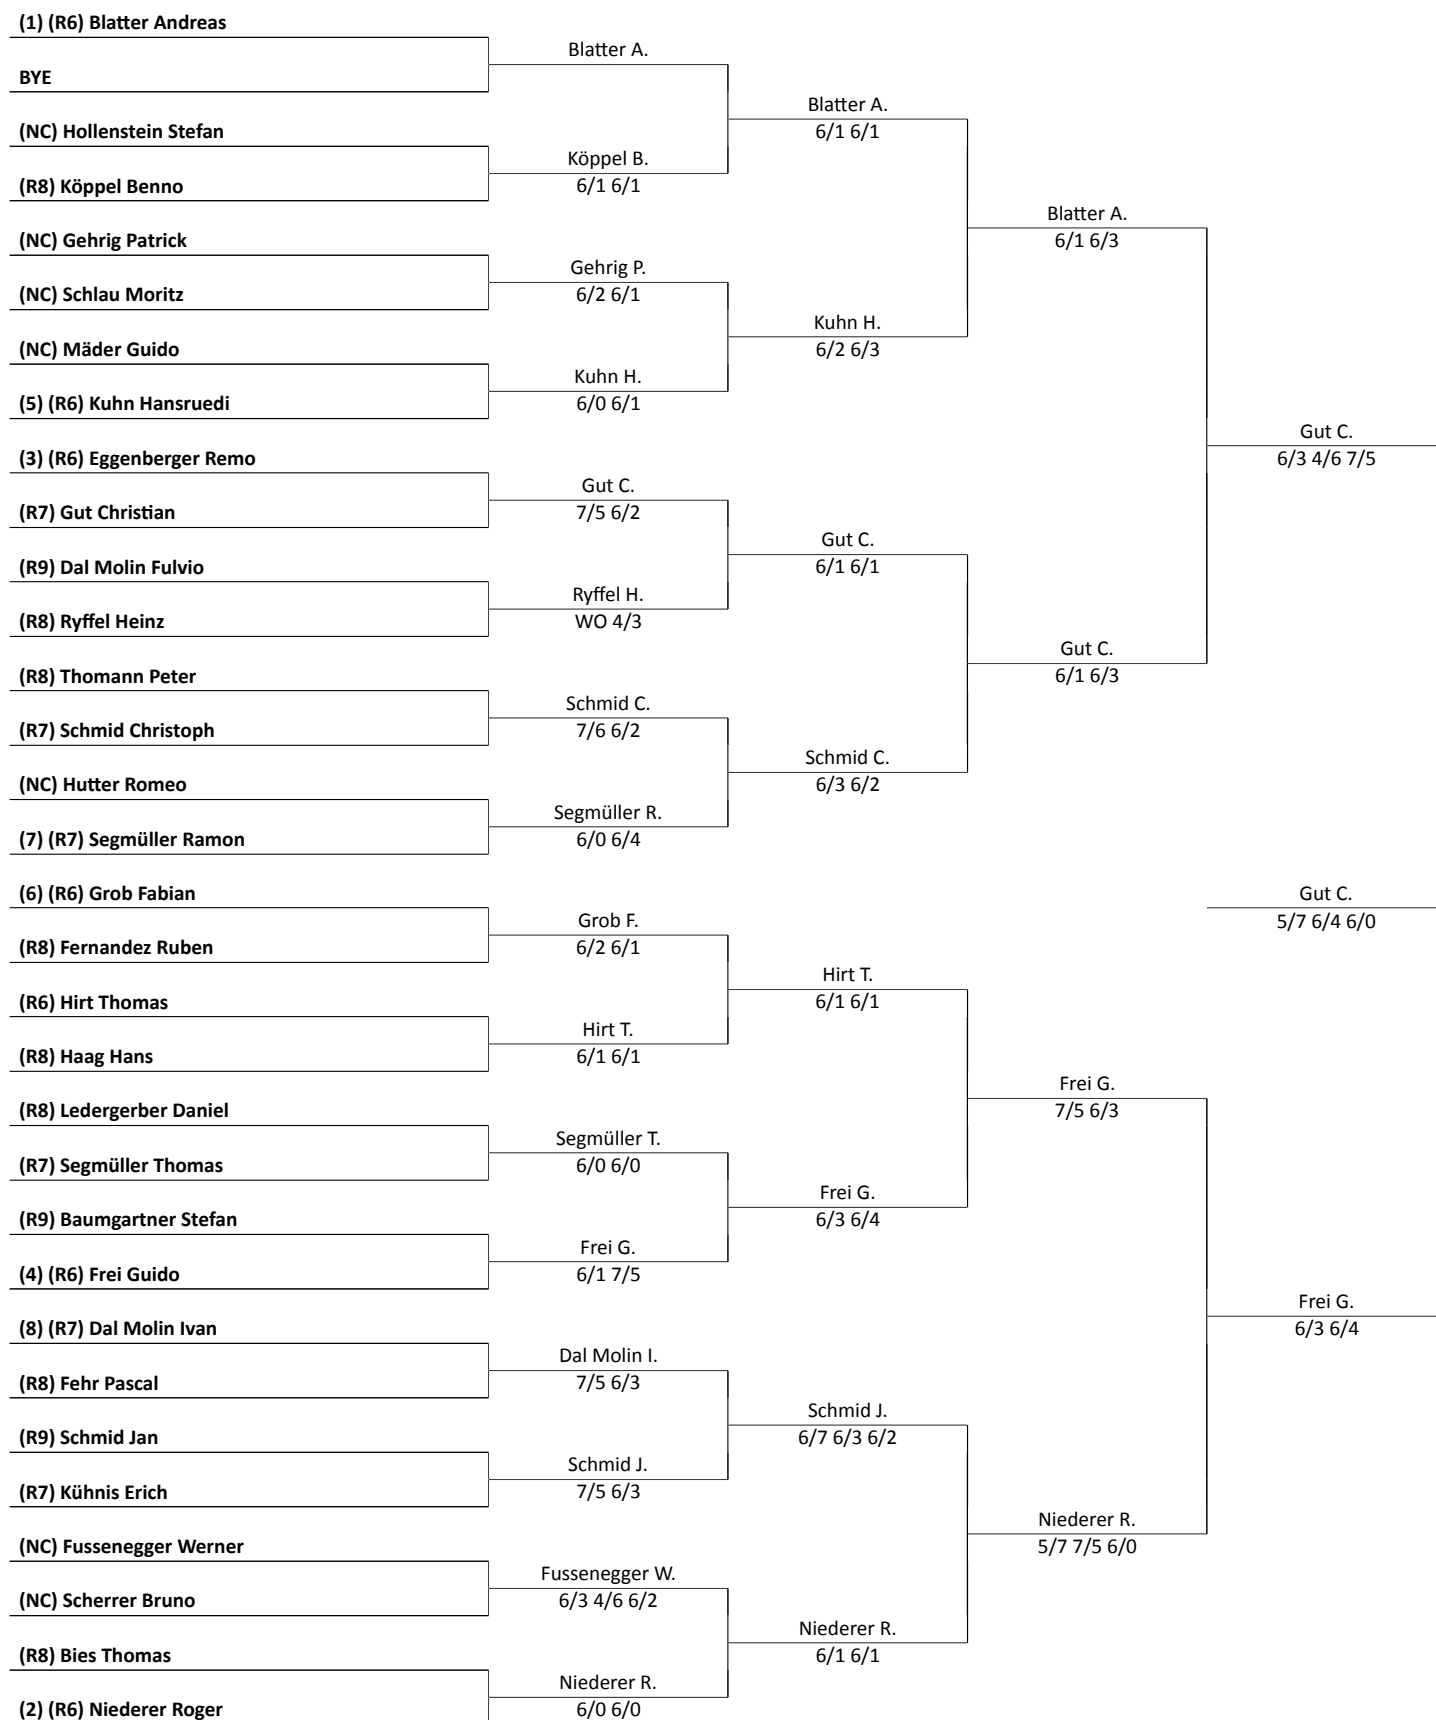 (1) (R6) Blatter Andreas
Blatter A.
BYE
Blatter A.
6/1 6/1
(NC) Hollenstein Stefan
Köppel B.
6/1 6/1
(R8) Köppel Benno
Blatter A.
6/1 6/3
(NC) Gehrig Patrick
Gehrig P.
6/2 6/1
(NC) Schlau Moritz
Kuhn H.
6/2 6/3
(NC) Mäder Guido
Kuhn H.
6/0 6/1
(5) (R6) Kuhn Hansruedi
Gut C.
6/3 4/6 7/5
(3) (R6) Eggenberger Remo
Gut C.
7/5 6/2
(R7) Gut Christian
Gut C.
6/1 6/1
(R9) Dal Molin Fulvio
Ryffel H.
WO 4/3
(R8) Ryffel Heinz
Gut C.
6/1 6/3
(R8) Thomann Peter
Schmid C.
7/6 6/2
(R7) Schmid Christoph
Schmid C.
6/3 6/2
(NC) Hutter Romeo
Segmüller R.
6/0 6/4
(7) (R7) Segmüller Ramon
(6) (R6) Grob Fabian
Gut C.
5/7 6/4 6/0
Grob F.
6/2 6/1
(R8) Fernandez Ruben
Hirt T.
6/1 6/1
(R6) Hirt Thomas
Hirt T.
6/1 6/1
(R8) Haag Hans
Frei G.
7/5 6/3
(R8) Ledergerber Daniel
Segmüller T.
6/0 6/0
(R7) Segmüller Thomas
Frei G.
6/3 6/4
(R9) Baumgartner Stefan
Frei G.
6/1 7/5
(4) (R6) Frei Guido
Frei G.
6/3 6/4
(8) (R7) Dal Molin Ivan
Dal Molin I.
7/5 6/3
(R8) Fehr Pascal
Schmid J.
6/7 6/3 6/2
(R9) Schmid Jan
Schmid J.
7/5 6/3
(R7) Kühnis Erich
Niederer R.
5/7 7/5 6/0
(NC) Fussenegger Werner
Fussenegger W.
6/3 4/6 6/2
(NC) Scherrer Bruno
Niederer R.
6/1 6/1
(R8) Bies Thomas
Niederer R.
6/0 6/0
(2) (R6) Niederer Roger